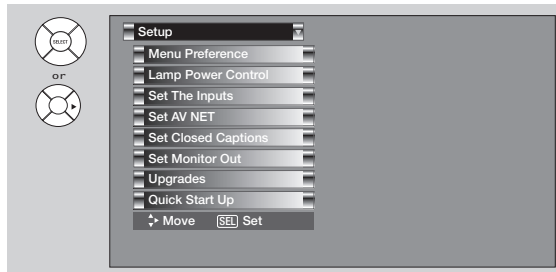 SELECT
or
Setup
Menu Preference
Lamp Power Control
Set The Inputs
Set AV NET
Set Closed Captions
Set Monitor Out
Upgrades
Quick Start Up
Move SEL Set